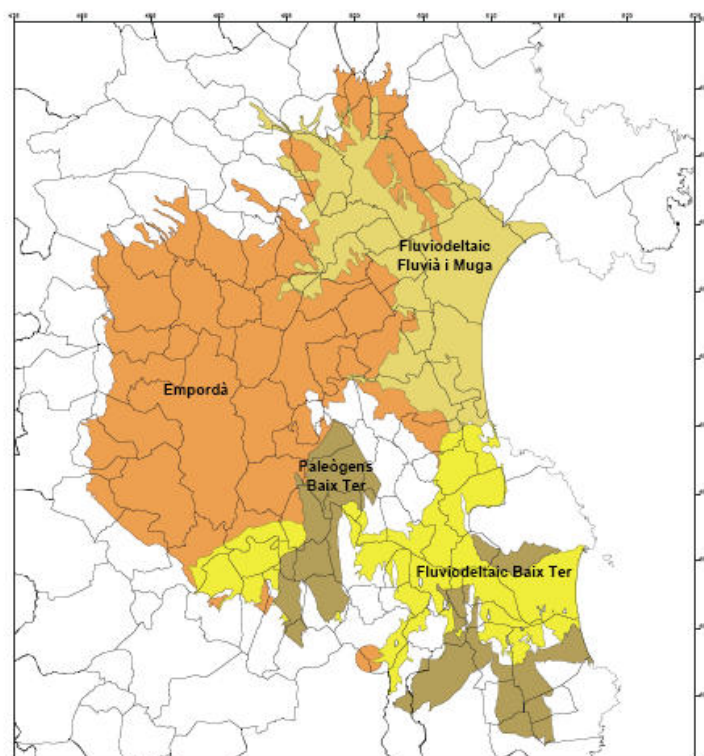 Fluviodeltaic
Fluvià i Muga
Empordà
Paleògens
Baix Ter
Fluviodeltaic Baix Ter